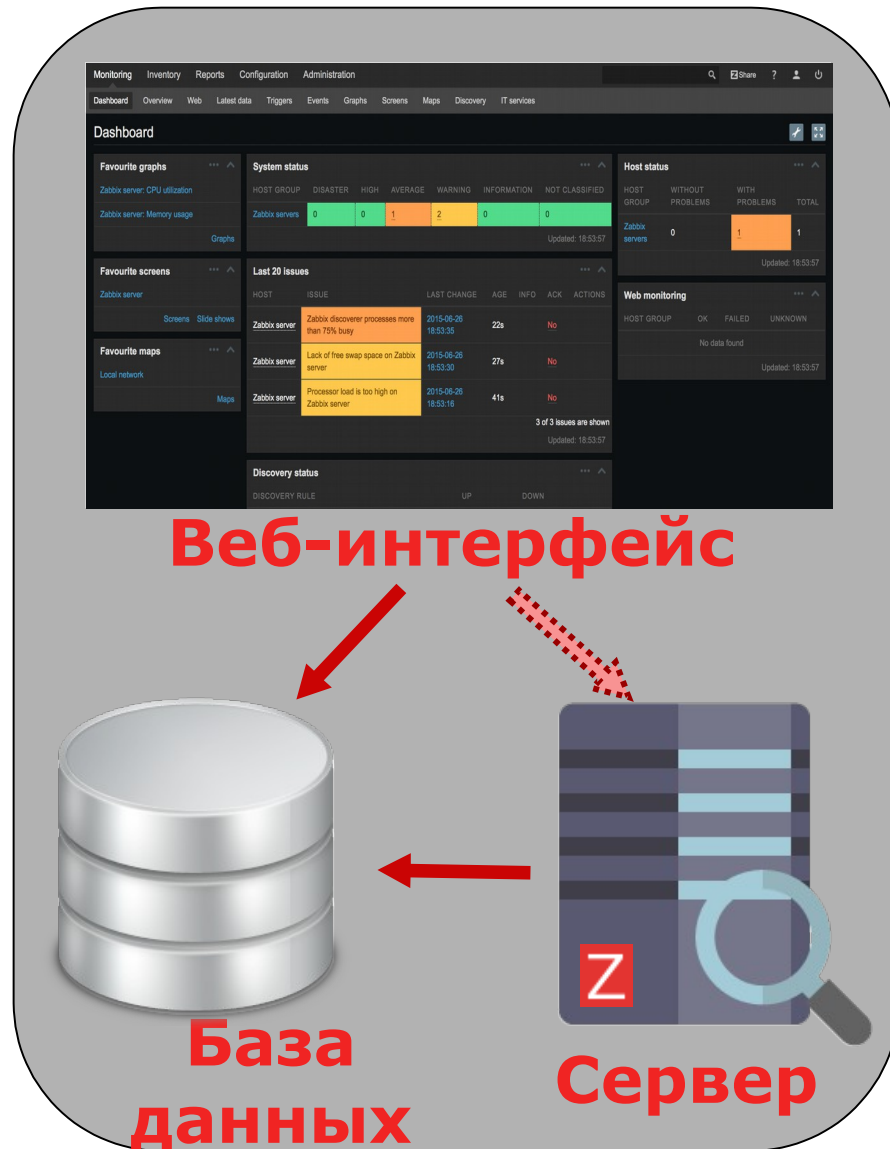 Monitoring Inventory Reports Configuration Administration
Z Share ?
Dashboard Overview Web Latest data Triggers Events Graphs Screens Maps Discovery IT services
Dashboard
Favourite graphs
Zabbix server: CPU utilization
Zabbix server: Memory usage
Graphs
Favourite screens
Zabbix server
Screens Slide shows
Favourite maps
Local network
Maps
System status
HOST GROUP DISASTER HIGH AVERAGE WARNING INFORMATION NOT CLASSIFIED
Zabbix servers 0 0 1 2 0 0
Updated: 18:53:57
Last 20 issues
HOST ISSUE LAST CHANGE AGE INFO ACK ACTIONS
Zabbix server Zabbix discoverer processes more than 75% busy 2015-06-26 18:53:35 22s No
Zabbix server Lack of free swap space on Zabbix server 2015-06-26 18:53:30 27s No
Zabbix server Processor load is too high on Zabbix server 2015-06-26 18:53:16 41s No
3 of 3 issues are shown
Updated: 18:53:57
Discovery status
DISCOVERY RULE UP DOWN
Host status
HOST GROUP WITHOUT PROBLEMS WITH PROBLEMS TOTAL
Zabbix servers 0 1 1
Updated: 18:53:57
Web monitoring
HOST GROUP OK FAILED UNKNOWN
No data found
Updated: 18:53:57
Веб-интерфейс
Z
База
данных
Сервер